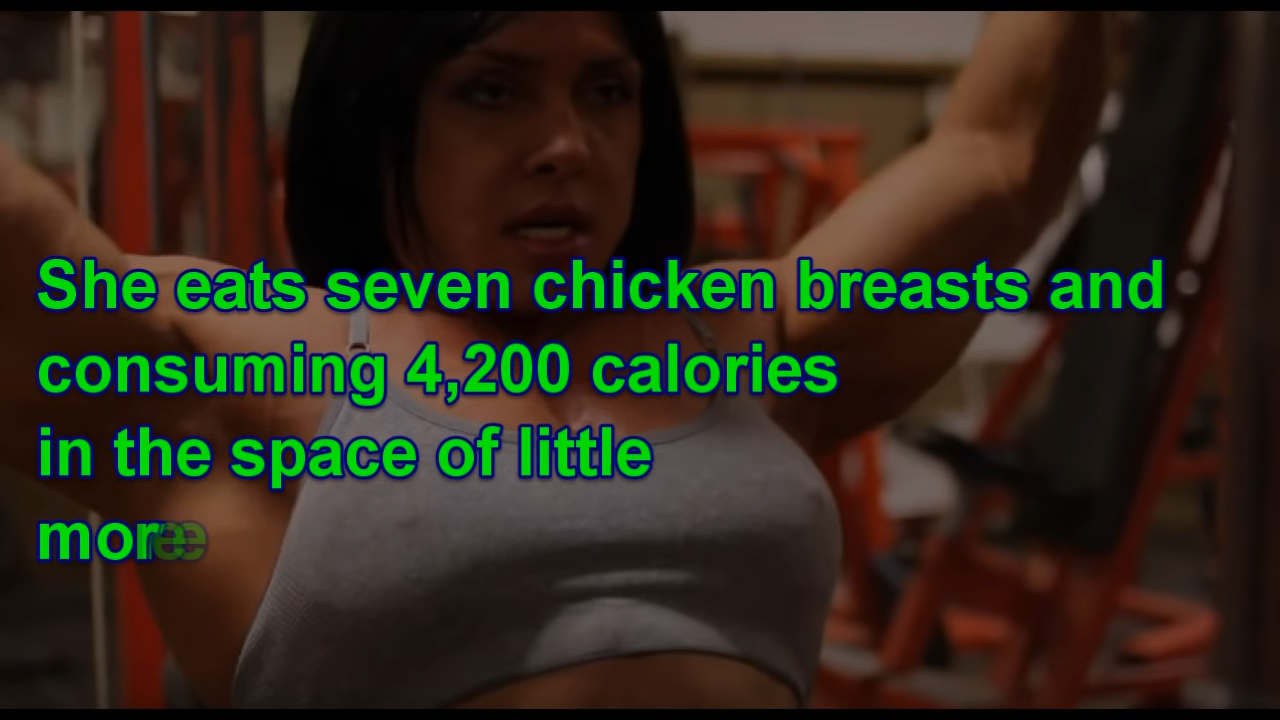 She eats seven chicken breasts and
consuming 4,200 calories
in the space of little
more